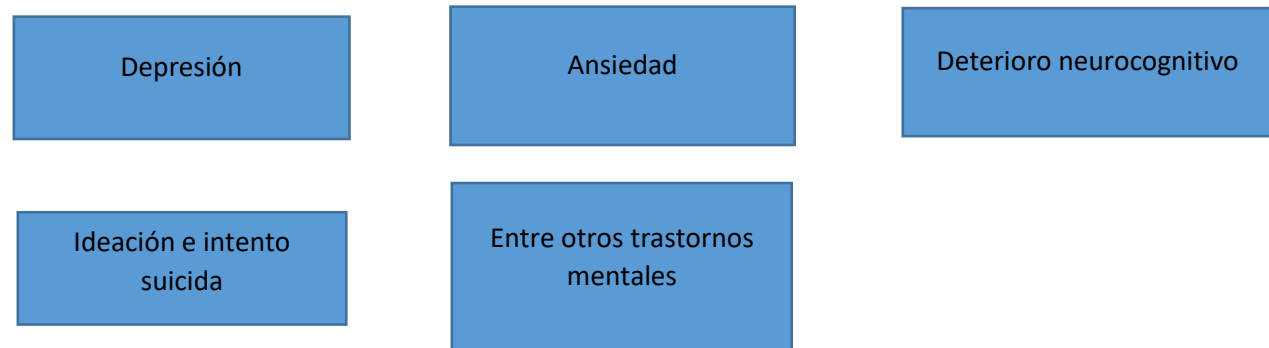 Depresión
Ansiedad
Deterioro neurocognitivo
Ideación e intento
suicida
Entre otros trastornos
mentales